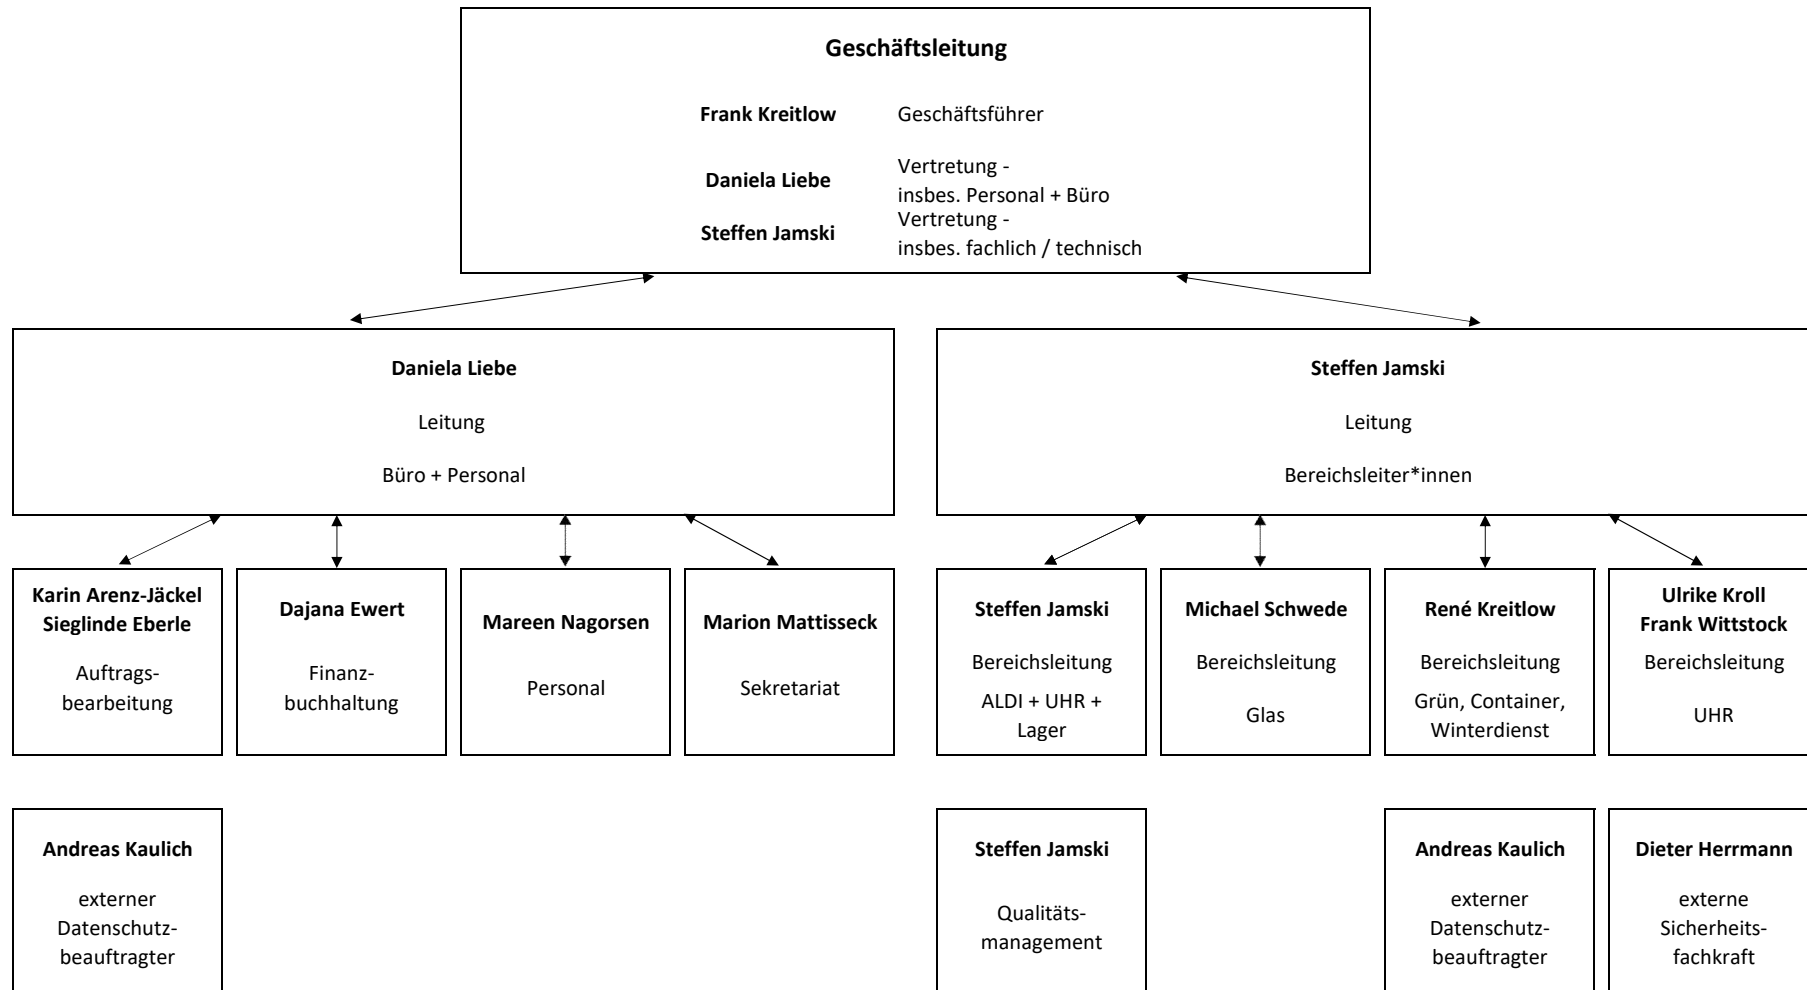 Geschäftsleitung
Frank Kreitlow Geschäftsführer
Daniela Liebe Vertretung -
insbes. Personal + Büro
Steffen Jamski Vertretung -
insbes. fachlich / technisch
Daniela Liebe
Leitung
Büro + Personal
Steffen Jamski
Leitung
Bereichsleiter*innen
Karin Arenz-Jäckel
Sieglinde Eberle
Auftrags-
bearbeitung
Dajana Ewert
Finanz-
buchhaltung
Mareen Nagorsen
Personal
Marion Mattisseck
Sekretariat
Steffen Jamski
Bereichsleitung
ALDI + UHR +
Lager
Michael Schwede
Bereichsleitung
Glas
René Kreitlow
Bereichsleitung
Grün, Container,
Winterdienst
Ulrike Kroll
Frank Wittstock
Bereichsleitung
UHR
Andreas Kaulich
externer
Datenschutz-
beauftragter
Steffen Jamski
Qualitäts-
management
Andreas Kaulich
externer
Datenschutz-
beauftragter
Dieter Herrmann
externe
Sicherheits-
fachkraft